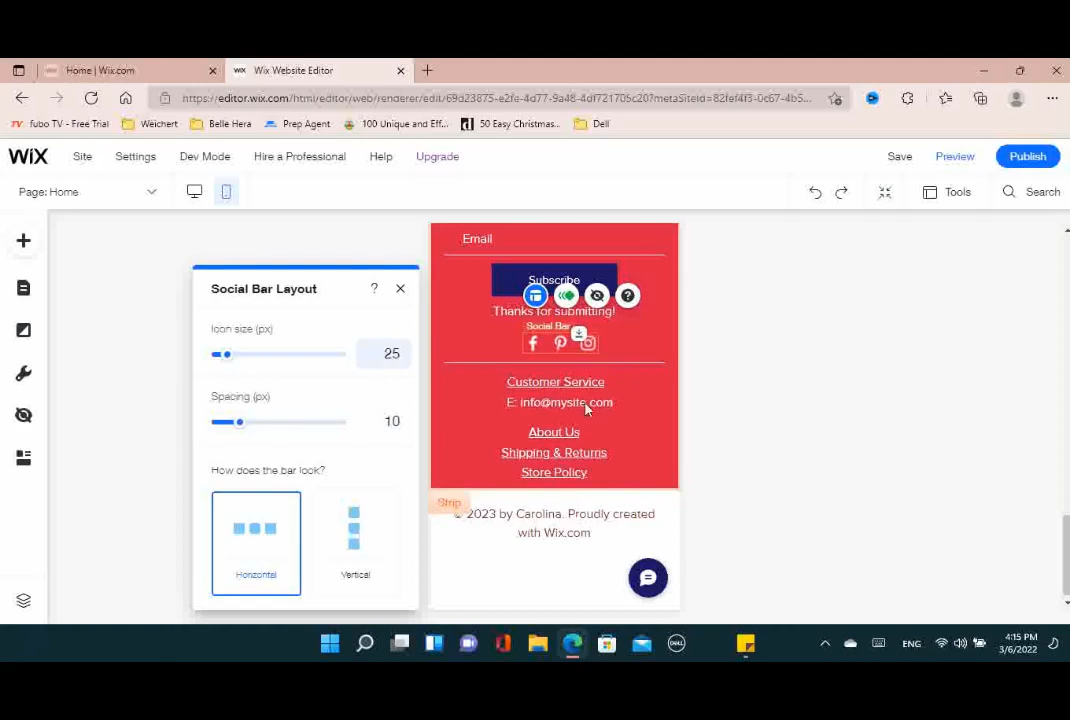 Home | Wix.com
WIX Wix Website Editor
https://editor.wix.com/html/editor/web/renderer/edit/69d23875-e2fe-4d77-9a48-4df721705c20?metaSiteId=82fef4f3-0c67-4b5...
TV fubo TV - Free Trial
Weichert
Belle Hera
Prep Agent
100 Unique and Eff...
50 Easy Christmas...
Dell
WIX
Site
Settings
Dev Mode
Hire a Professional
Help
Upgrade
Save
Preview
Publish
Page: Home
Tools
Search
Social Bar Layout
?
Icon size (px)
25
Spacing (px)
10
How does the bar look?
Horizontal
Vertical
Email
Subscribe
Thanks for submitting!
Social Bar
Customer Service
E: info@mysite.com
About Us
Shipping & Returns
Store Policy
Strip
© 2023 by Carolina. Proudly created
with Wix.com
DELL
ENG
4:15 PM
3/6/2022